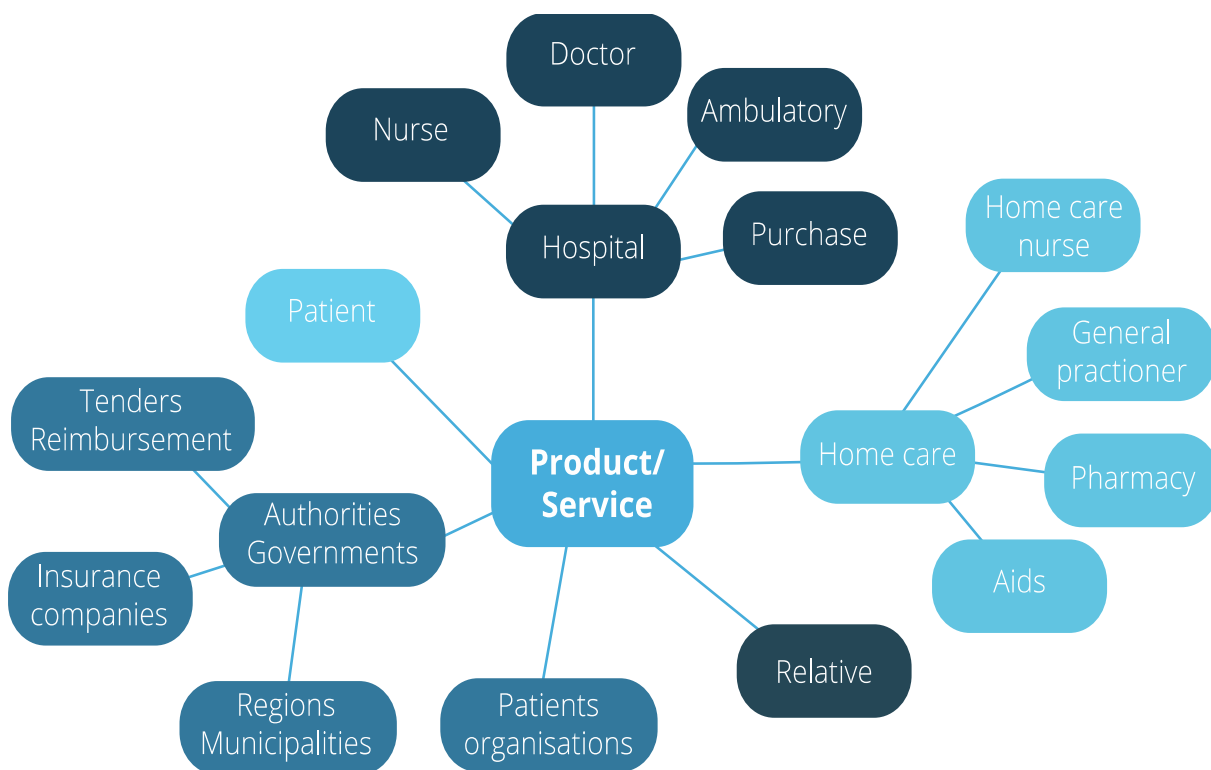 Doctor
Nurse
Ambulatory
Hospital
Purchase
Home care
nurse
Patient
General
practioner
Tenders
Reimbursement
Product/
Service
Home care
Pharmacy
Authorities
Governments
Insurance
companies
Aids
Relative
Regions
Municipalities
Patients
organisations